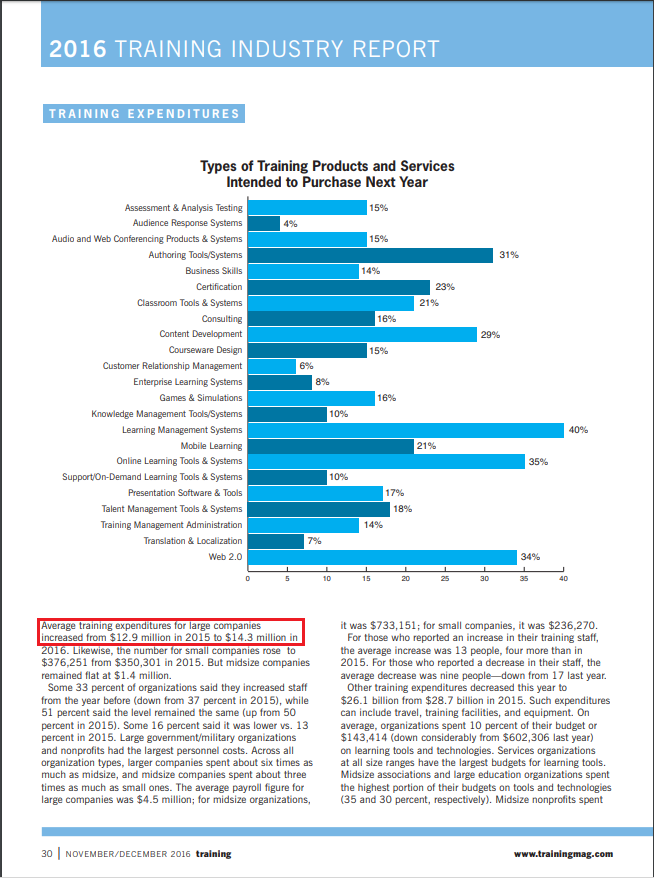 2016 TRAINING INDUSTRY REPORT
TRAINING EXPENDITURES
Types of Training Products and Services
Intended to Purchase Next Year
Assessment & Analysis Testing 15%
Audience Response Systems 4%
Audio and Web Conferencing Products & Systems 15%
Authoring Tools/Systems 31%
Business Skills 14%
Certification 23%
Classroom Tools & Systems 21%
Consulting 16%
Content Development 29%
Courseware Design 15%
Customer Relationship Management 6%
Enterprise Learning Systems 8%
Games & Simulations 16%
Knowledge Management Tools/Systems 10%
Learning Management Systems 40%
Mobile Learning 21%
Online Learning Tools & Systems 35%
Support/On-Demand Learning Tools & Systems 10%
Presentation Software & Tools 17%
Talent Management Tools & Systems 18%
Training Management Administration 14%
Translation & Localization 7%
Web 2.0 34%
0 5 10 15 20 25 30 35 40
Average training expenditures for large companies
increased from $12.9 million in 2015 to $14.3 million in
2016. Likewise, the number for small companies rose to
$376,251 from $350,301 in 2015. But midsize companies
remained flat at $1.4 million.
Some 33 percent of organizations said they increased staff
from the year before (down from 37 percent in 2015), while
51 percent said the level remained the same (up from 50
percent in 2015). Some 16 percent said it was lower vs. 13
percent in 2015. Large government/military organizations
and nonprofits had the largest personnel costs. Across all
organization types, larger companies spent about six times as
much as midsize, and midsize companies spent about three
times as much as small ones. The average payroll figure for
large companies was $4.5 million; for midsize organizations,
it was $733,151; for small companies, it was $236,270.
For those who reported an increase in their training staff,
the average increase was 13 people, four more than in
2015. For those who reported a decrease in their staff, the
average decrease was nine people—down from 17 last year.
Other training expenditures decreased this year to
$26.1 billion from $28.7 billion in 2015. Such expenditures
can include travel, training facilities, and equipment. On
average, organizations spent 10 percent of their budget or
$143,414 (down considerably from $602,306 last year)
on learning tools and technologies. Services organizations
at all size ranges have the largest budgets for learning tools.
Midsize associations and large education organizations spent
the highest portion of their budgets on tools and technologies
(35 and 30 percent, respectively). Midsize nonprofits spent
30 | NOVEMBER/DECEMBER 2016 training
www.trainingmag.com